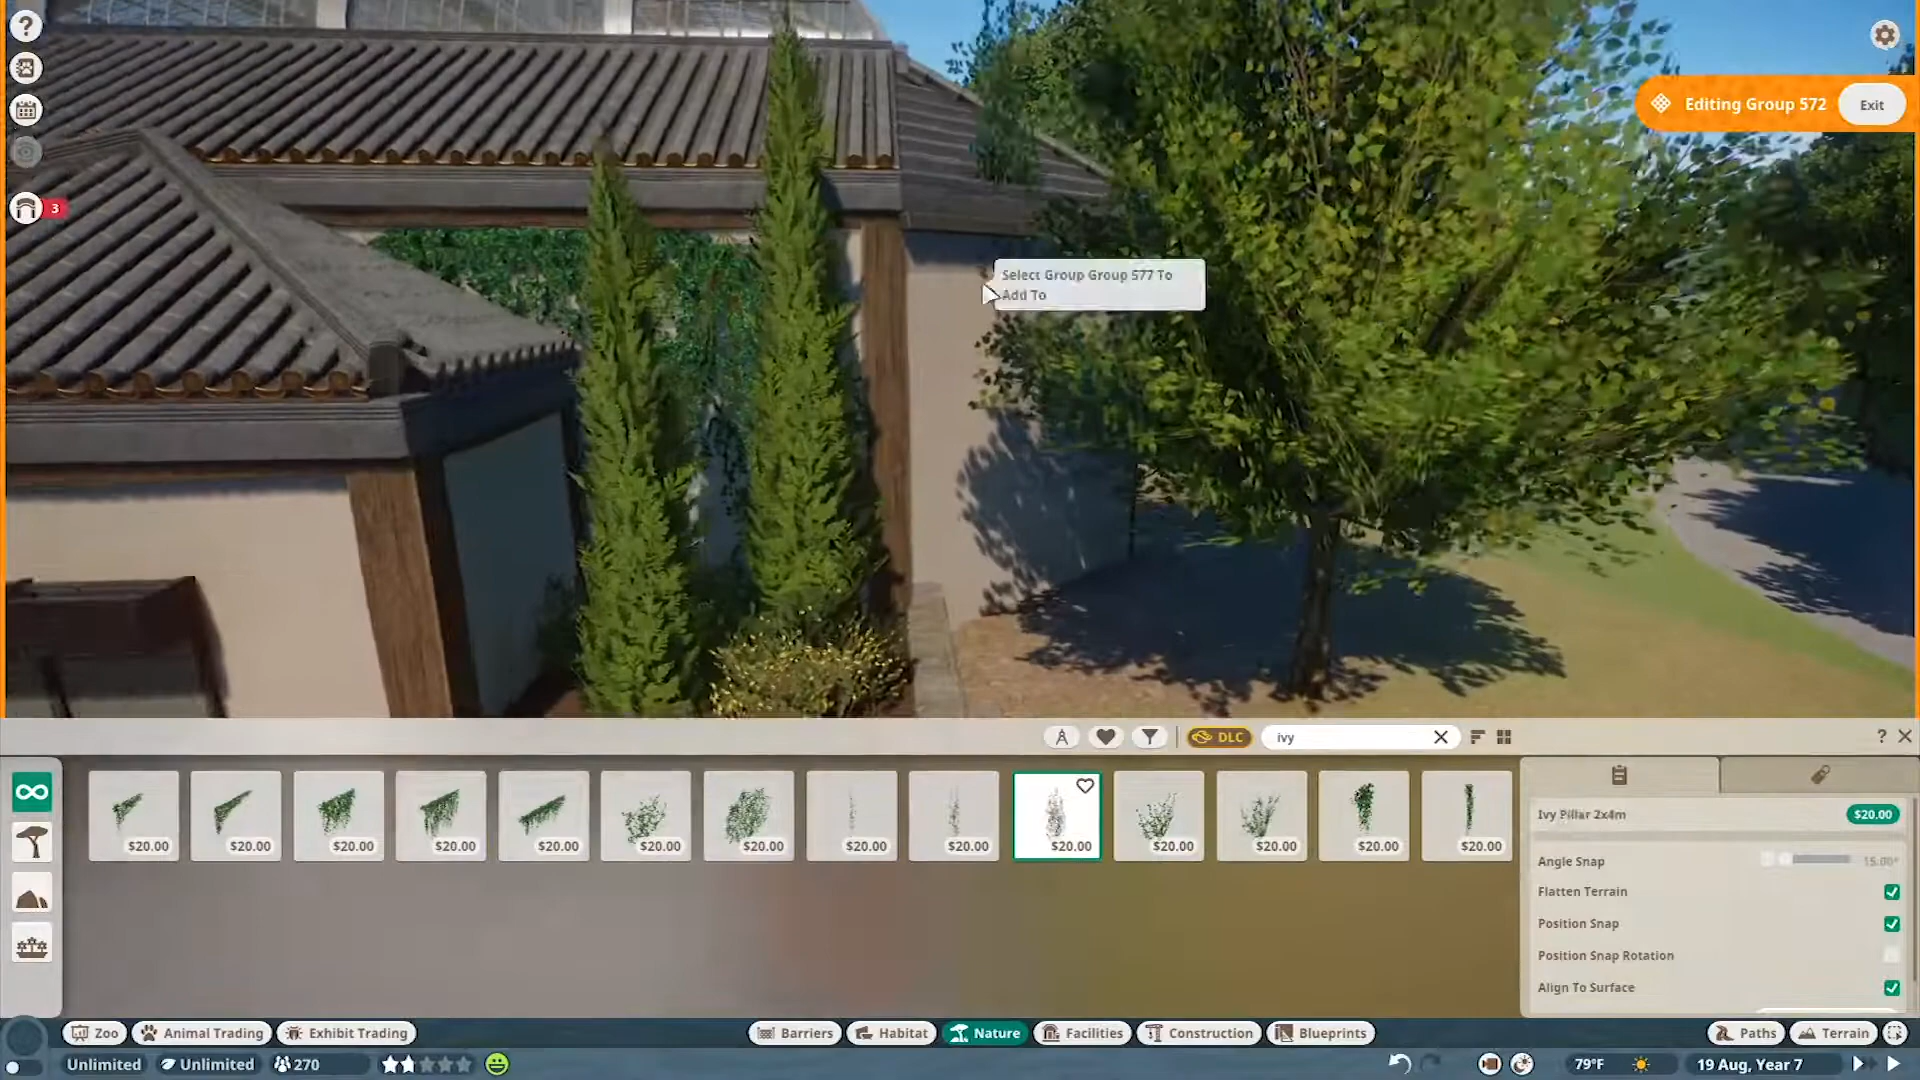 ?
Editing Group 572
Exit
3
Select Group Group 577 To
Add To
DLC
ivy
?
$20.00
$20.00
$20.00
$20.00
$20.00
$20.00
$20.00
$20.00
$20.00
$20.00
$20.00
$20.00
$20.00
$20.00
Ivy Pillar 2x4m
$20.00
Angle Snap
15.00°
Flatten Terrain
Position Snap
Position Snap Rotation
Align To Surface
Zoo
Animal Trading
Exhibit Trading
Barriers
Habitat
Nature
Facilities
Construction
Blueprints
Paths
Terrain
Unlimited
Unlimited
270
79°F
19 Aug, Year 7